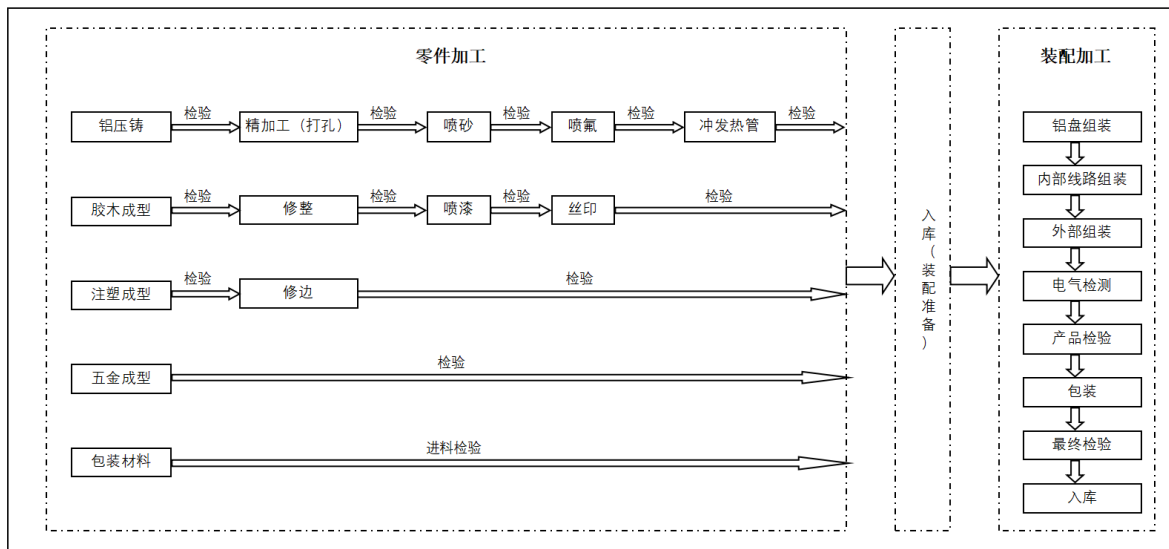 零件加工
装配加工
检验 检验 检验 检验 检验
铝压铸 精加工（打孔） 喷砂 喷氟 冲发热管
检验 检验 检验 检验
胶木成型 修整 喷漆 丝印
检验 检验
注塑成型 修边
检验
五金成型
进料检验
包装材料
入库（装配准备）
铝盘组装
内部线路组装
外部组装
电气检测
产品检验
包装
最终检验
入库